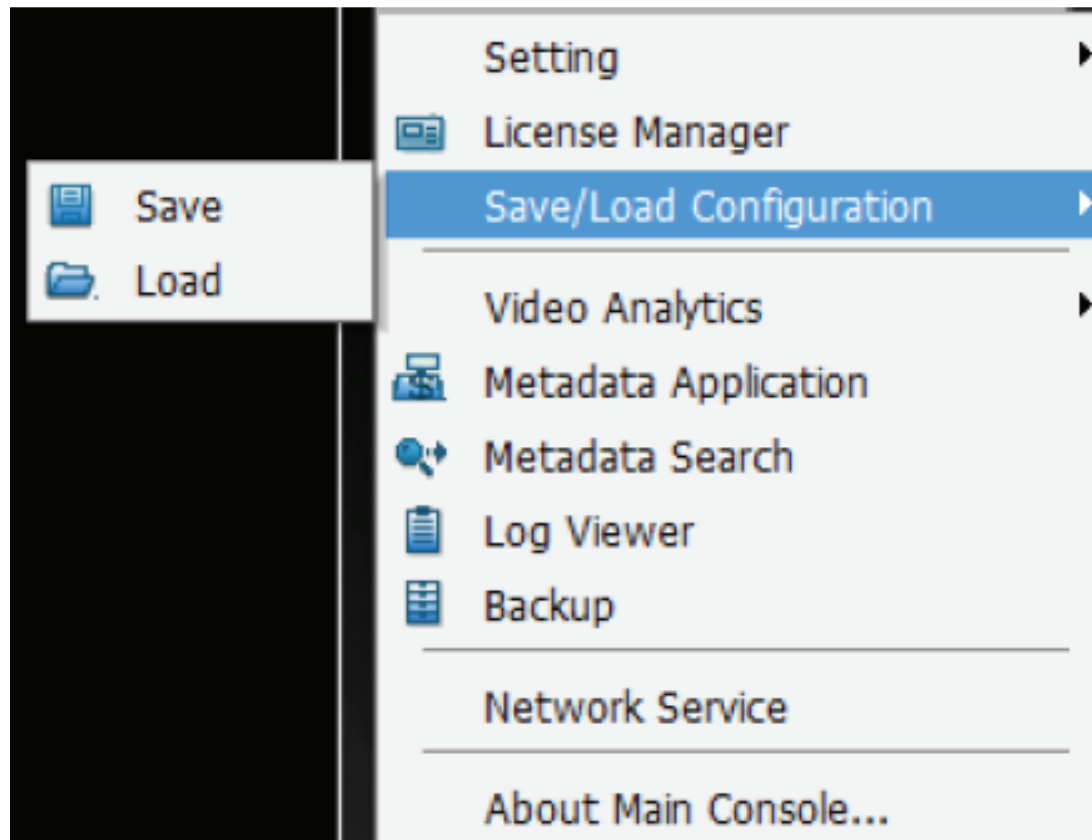 Setting
License Manager
Save/Load Configuration
Save
Load
Video Analytics
Metadata Application
Metadata Search
Log Viewer
Backup
Network Service
About Main Console...